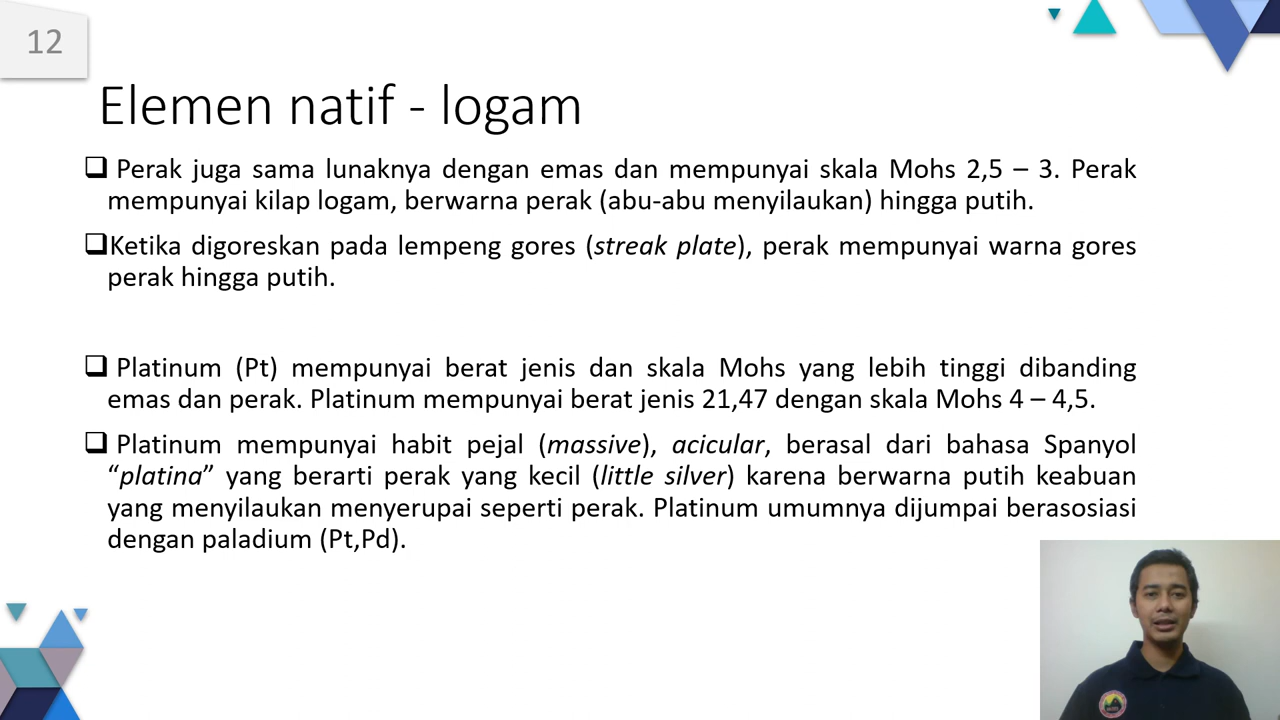 12
Elemen natif - logam
Perak juga sama lunaknya dengan emas dan mempunyai skala Mohs 2,5 – 3. Perak
mempunyai kilap logam, berwarna perak (abu-abu menyilaukan) hingga putih.
Ketika digoreskan pada lempeng gores (streak plate), perak mempunyai warna gores
perak hingga putih.
Platinum (Pt) mempunyai berat jenis dan skala Mohs yang lebih tinggi dibanding
emas dan perak. Platinum mempunyai berat jenis 21,47 dengan skala Mohs 4 – 4,5.
Platinum mempunyai habit pejal (massive), acicular, berasal dari bahasa Spanyol
“platina” yang berarti perak yang kecil (little silver) karena berwarna putih keabuan
yang menyilaukan menyerupai seperti perak. Platinum umumnya dijumpai berasosiasi
dengan paladium (Pt,Pd).